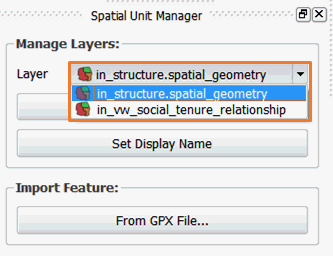 Spatial Unit Manager
Manage Layers:
Layer in_structure.spatial_geometry
in_structure.spatial_geometry
in_vw_social_tenure_relationship
Set Display Name
Import Feature:
From GPX File...